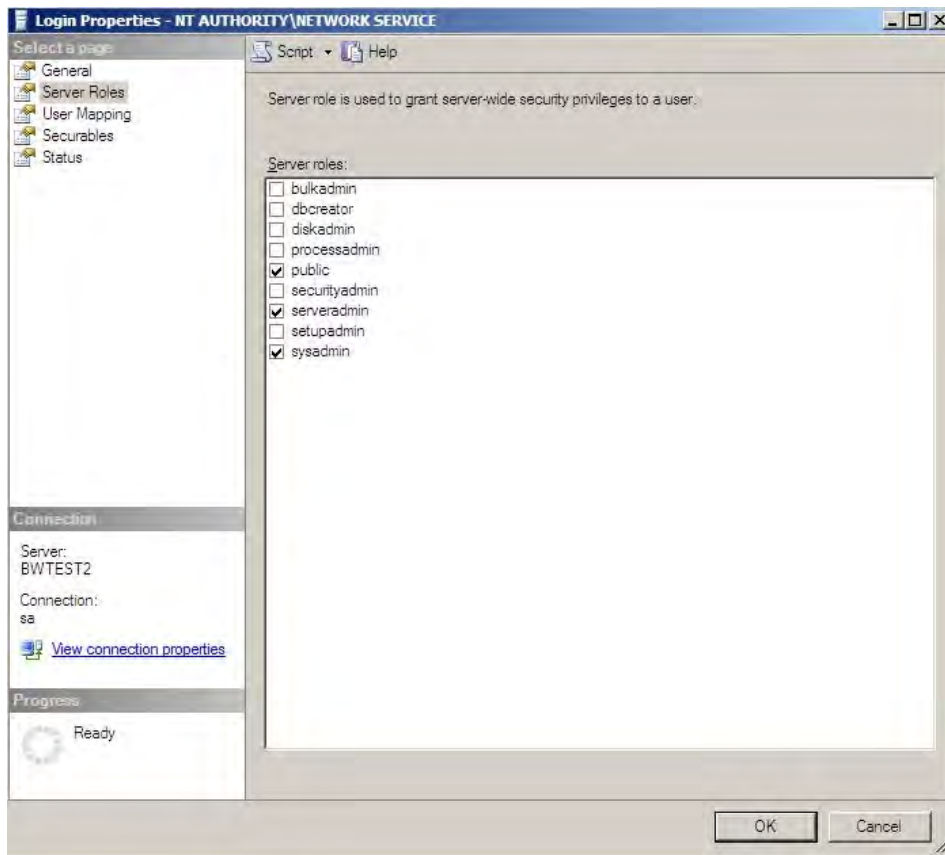 Login Properties - NT AUTHORITY\NETWORK SERVICE
Select a page
General
Server Roles
User Mapping
Securables
Status
Script
Help
Server role is used to grant server-wide security privileges to a user.
Server roles:
bulkadmin
dbcreator
diskadmin
processadmin
public
securityadmin
serveradmin
setupadmin
sysadmin
Connection
Server:
BWTEST2
Connection:
sa
View connection properties
Progress
Ready
OK
Cancel